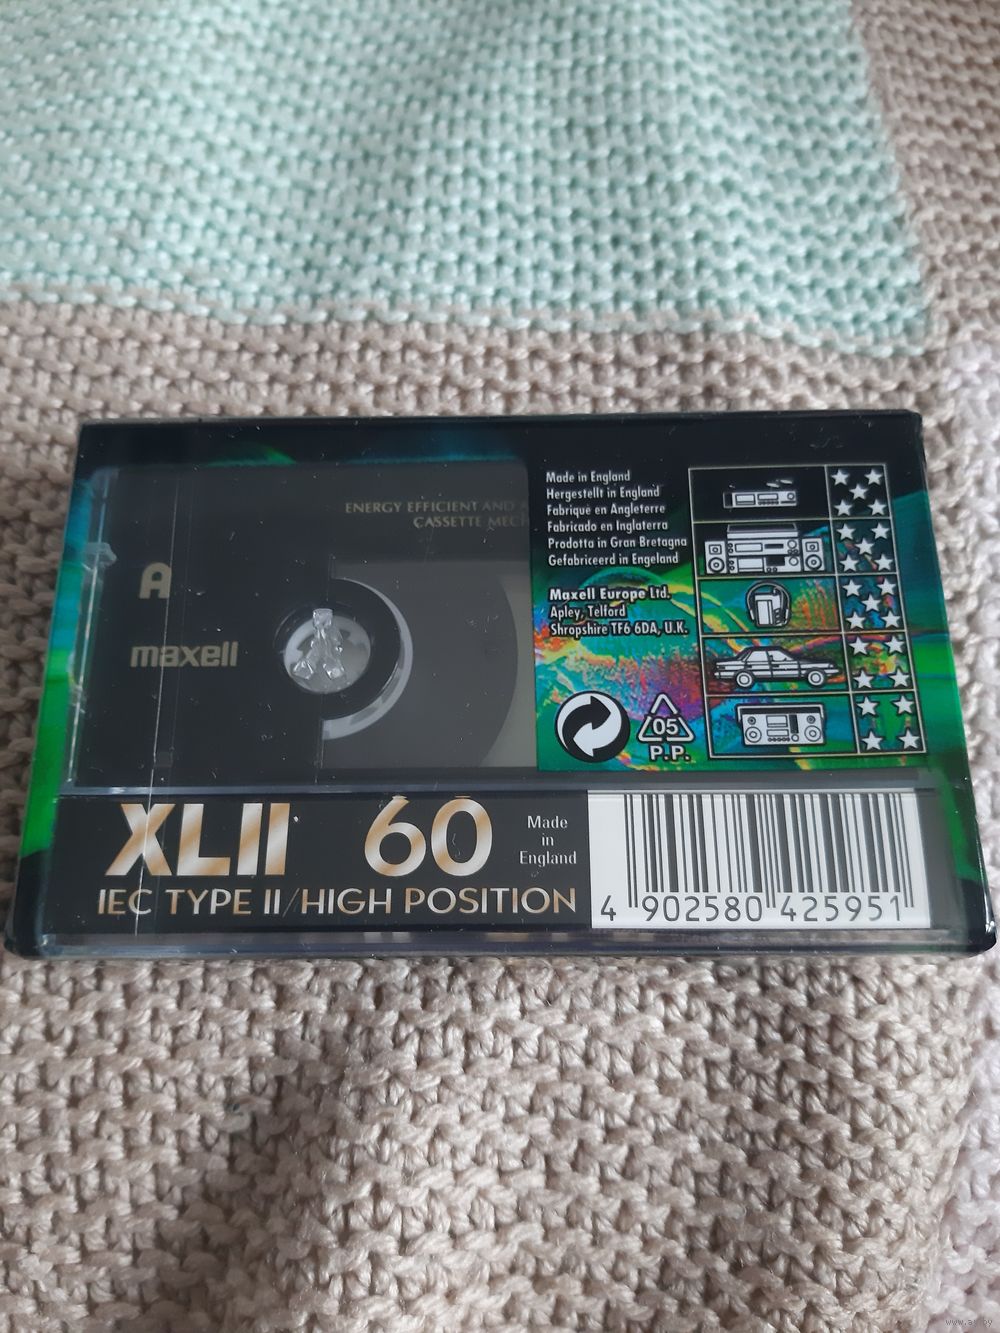 ENERGY EFFICIENT AND
CASSETTE
A
maxell
Made in England
Hergestellt in England
Fabriqué en Angleterre
Fabricado en Inglaterra
Prodotta in Gran Bretagna
Gefabriceerd in Engeland
Maxell Europe Ltd.
Apley, Telford
Shropshire TF6 6DA, U.K.
05
P.P.
XLII 60
Made
in
England
IEC TYPE II/HIGH POSITION
4 902580 425951